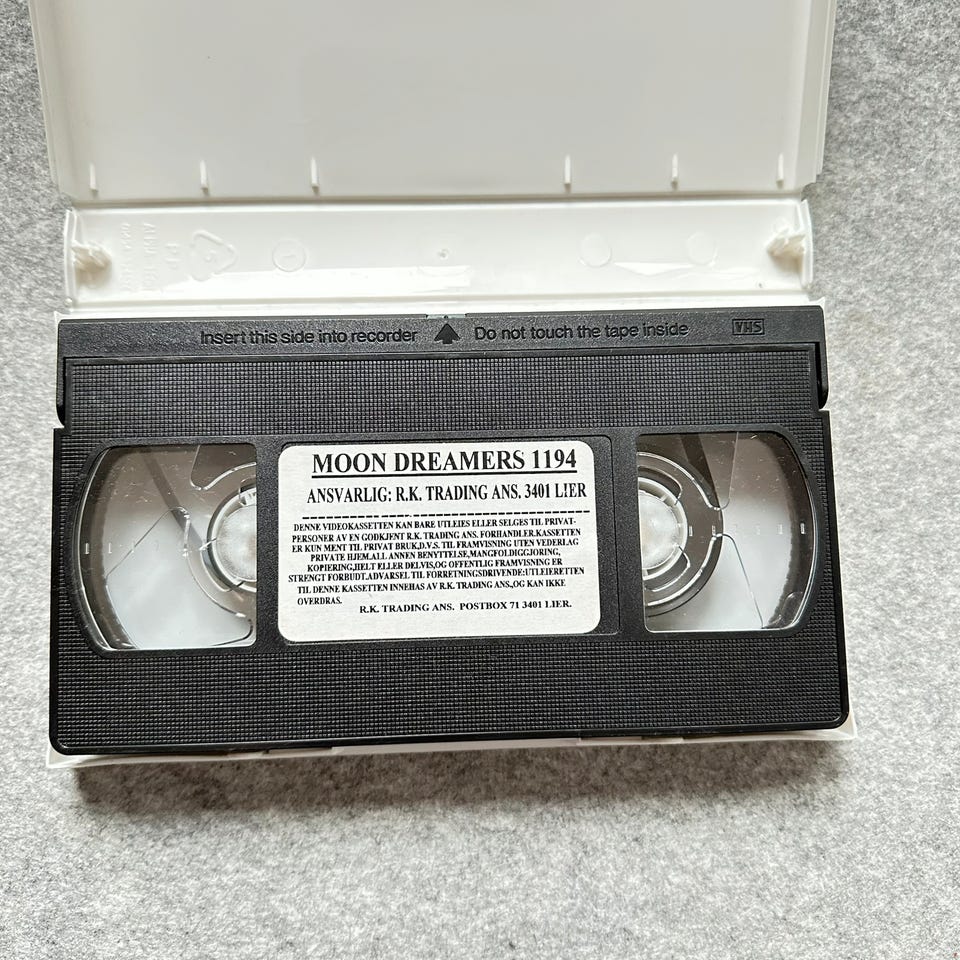 Insert this side into recorder Do not touch the tape inside VHS
MOON DREAMERS 1194
ANSVARLIG: R.K. TRADING ANS. 3401 LIER
DENNE VIDEOKASSETTEN KAN BARE UTLEIES ELLER SELGES TIL PRIVAT-
PERSONER AV EN GODKJENT R.K. TRADING ANS. FORHANDLER.KASSETTEN
ER KUN MENT TIL PRIVAT BRUK,D.V.S. TIL FRAMVISNING UTEN VEDERLAG
PRIVATE HJEM.ALL ANNEN BENYTTELSE,MANGFOLDIGGJORING,
KOPIERING,HELT ELLER DELVIS,OG OFFENTLIG FRAMVISNING ER
STRENGT FORBUDT.ADVARSEL TIL FORRETNINGSDRIVENDE:UTLEIERETTEN
TIL DENNE KASSETTEN INNEHAS AV R.K. TRADING ANS.,OG KAN IKKE
OVERDRAS.
R.K. TRADING ANS. POSTBOX 71 3401 LIER.